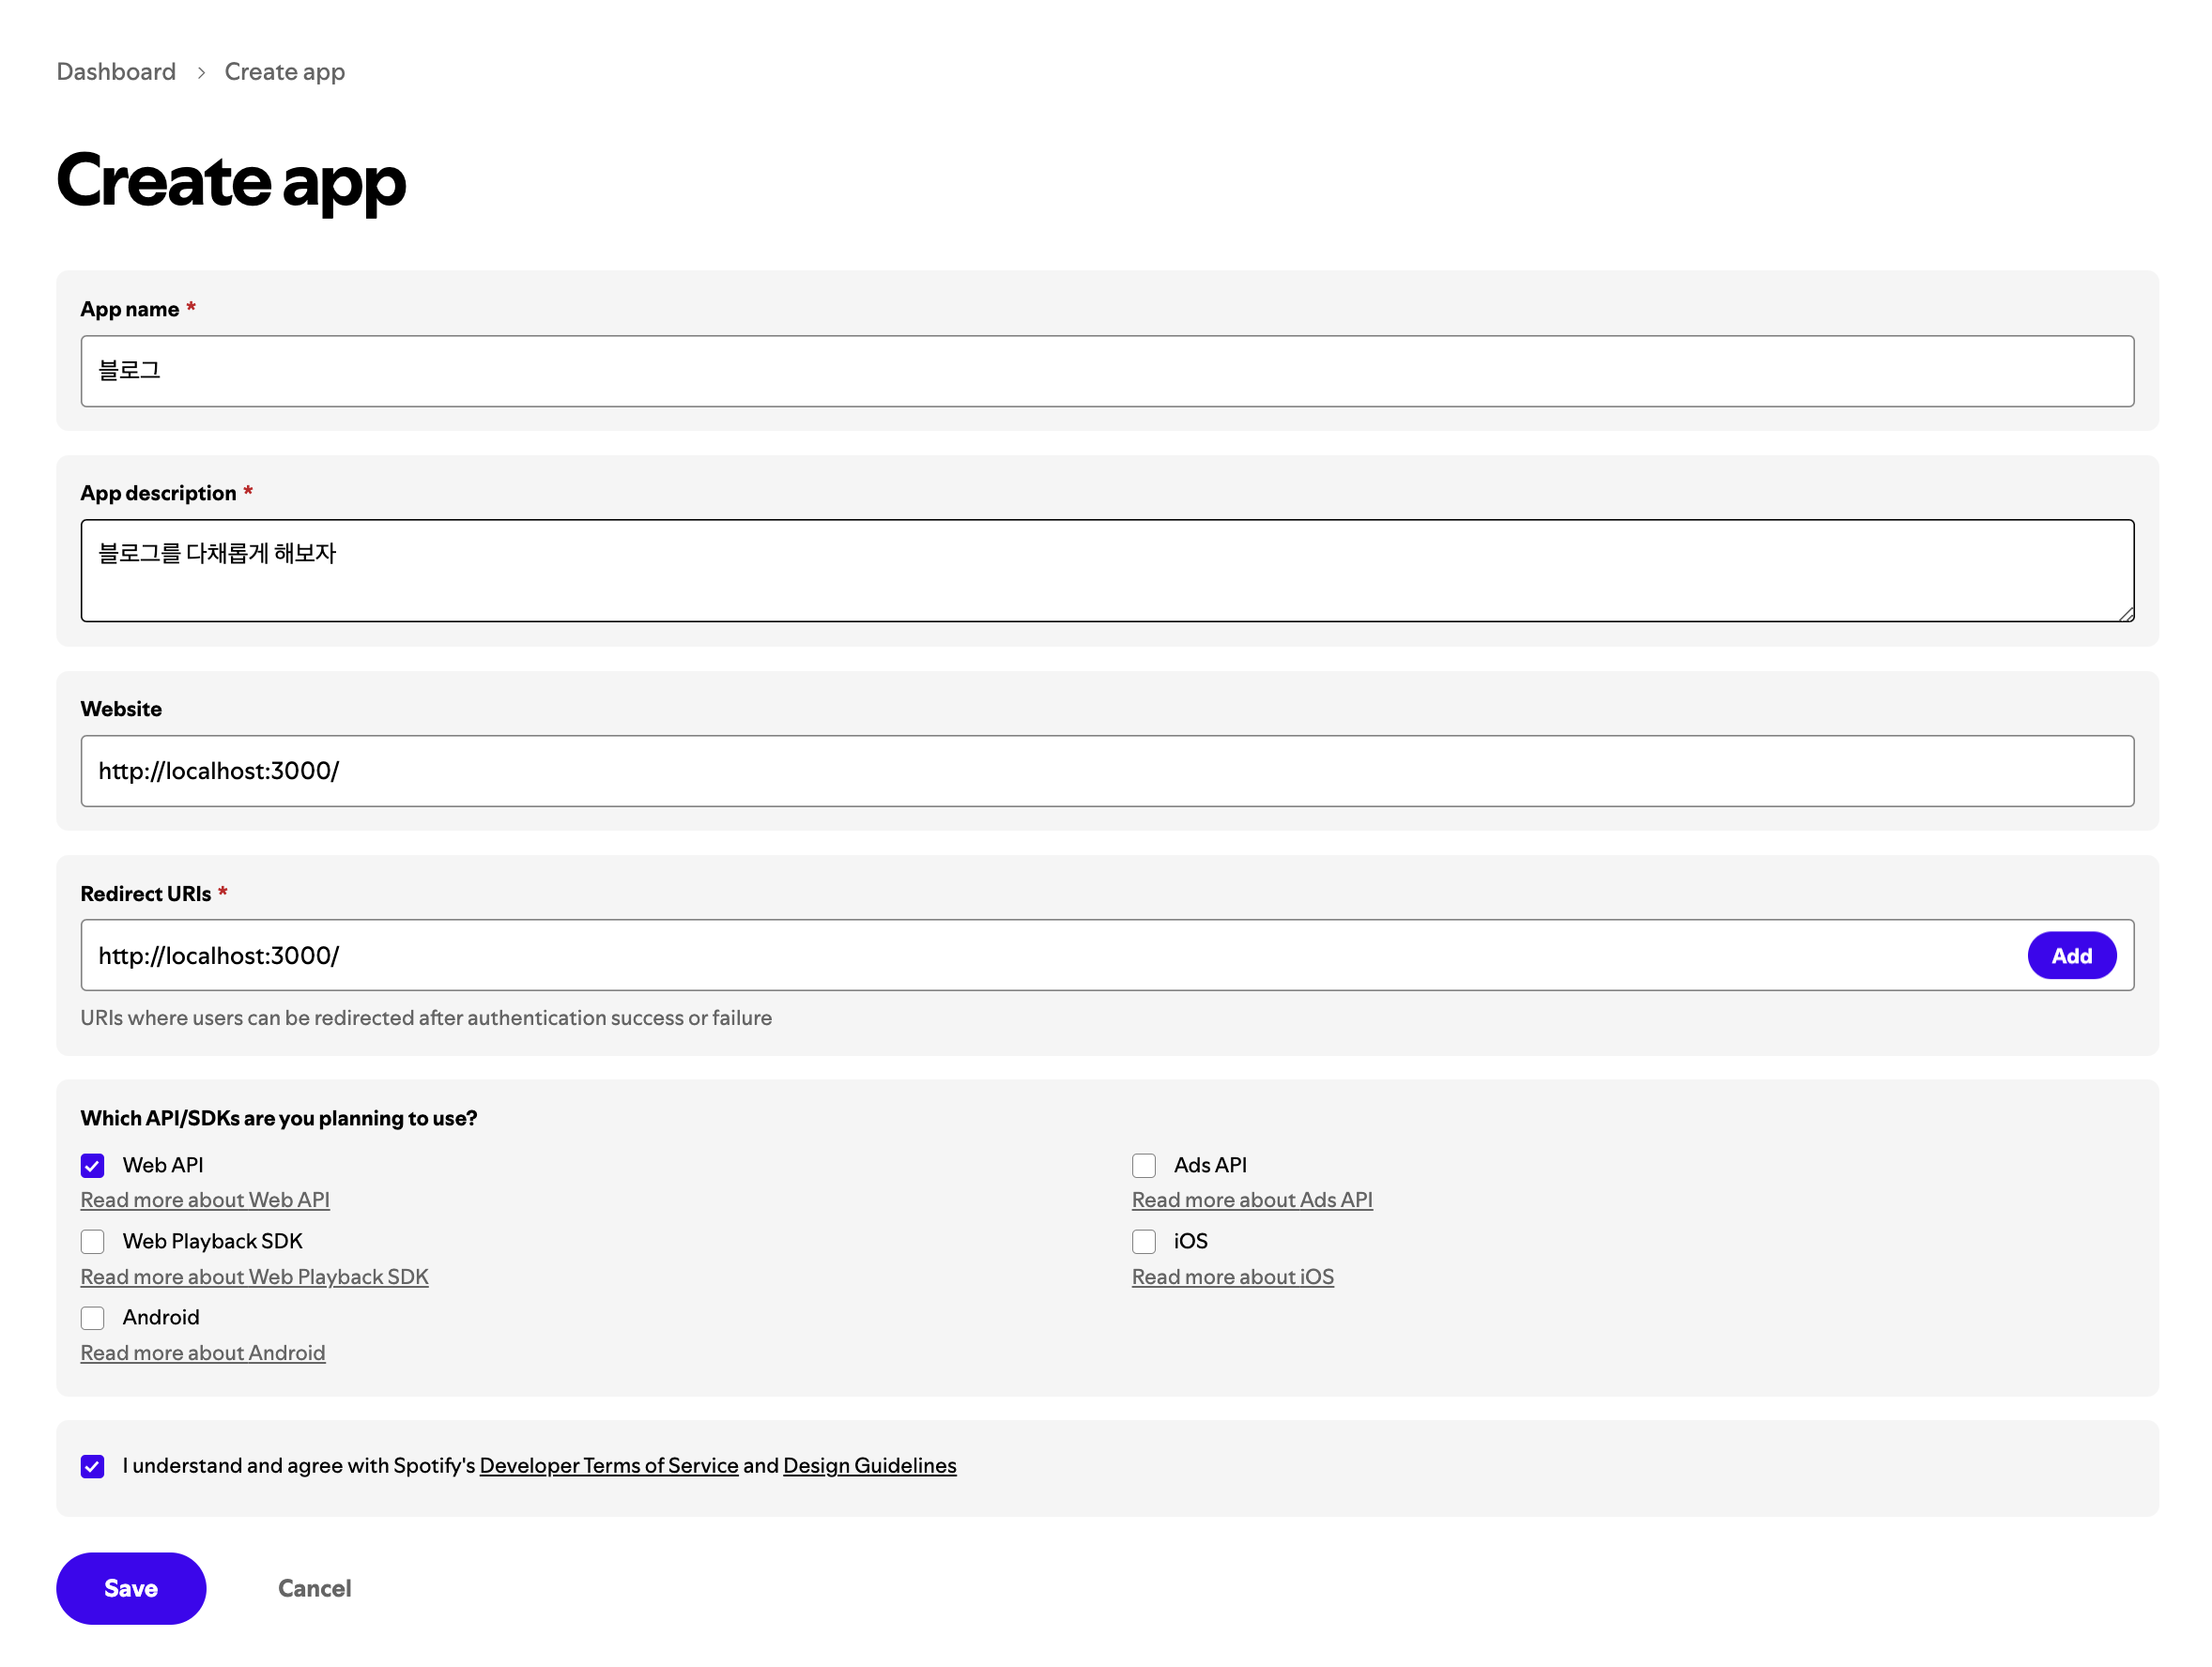 Dashboard > Create app
Create app
App name *
블로그
App description *
블로그를 다채롭게 해보자
Website
http://localhost:3000/
Redirect URIs *
http://localhost:3000/
Add
URIs where users can be redirected after authentication success or failure
Which API/SDKs are you planning to use?
Web API
Read more about Web API
Ads API
Read more about Ads API
Web Playback SDK
Read more about Web Playback SDK
iOS
Read more about iOS
Android
Read more about Android
I understand and agree with Spotify's Developer Terms of Service and Design Guidelines
Save
Cancel